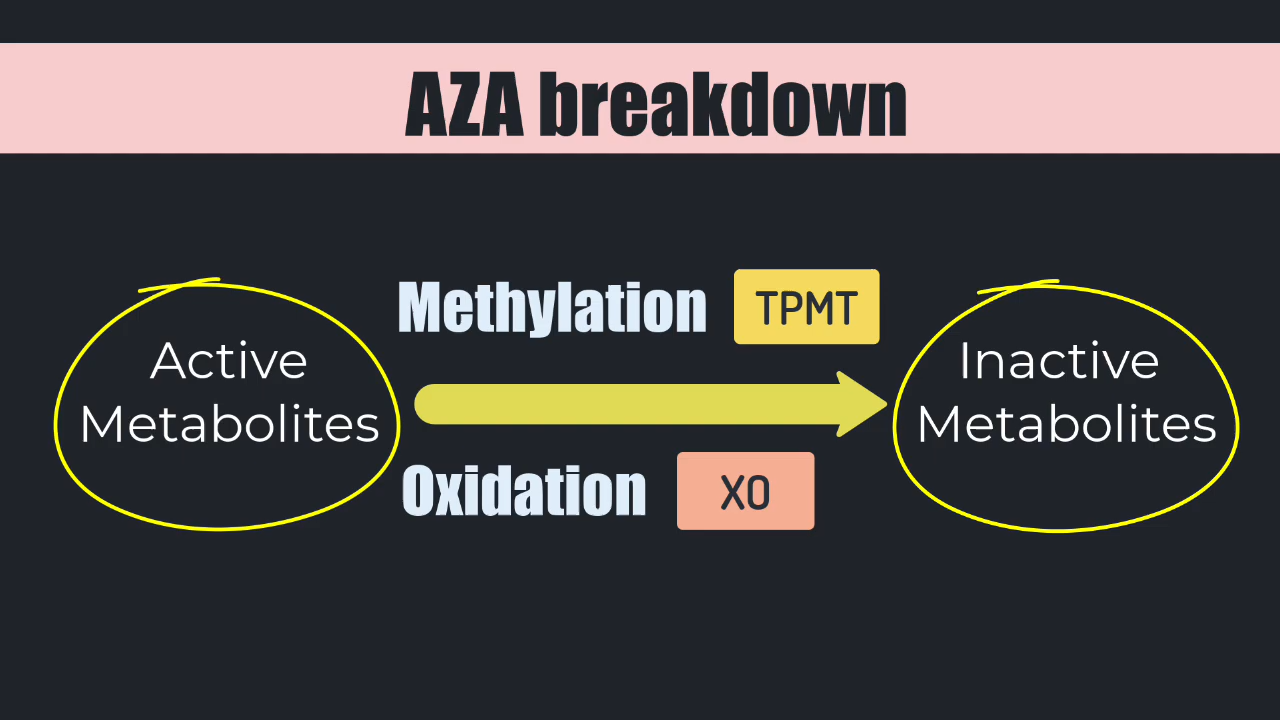 AZA breakdown
Methylation TPMT
Active
Metabolites
Inactive
Metabolites
Oxidation XO